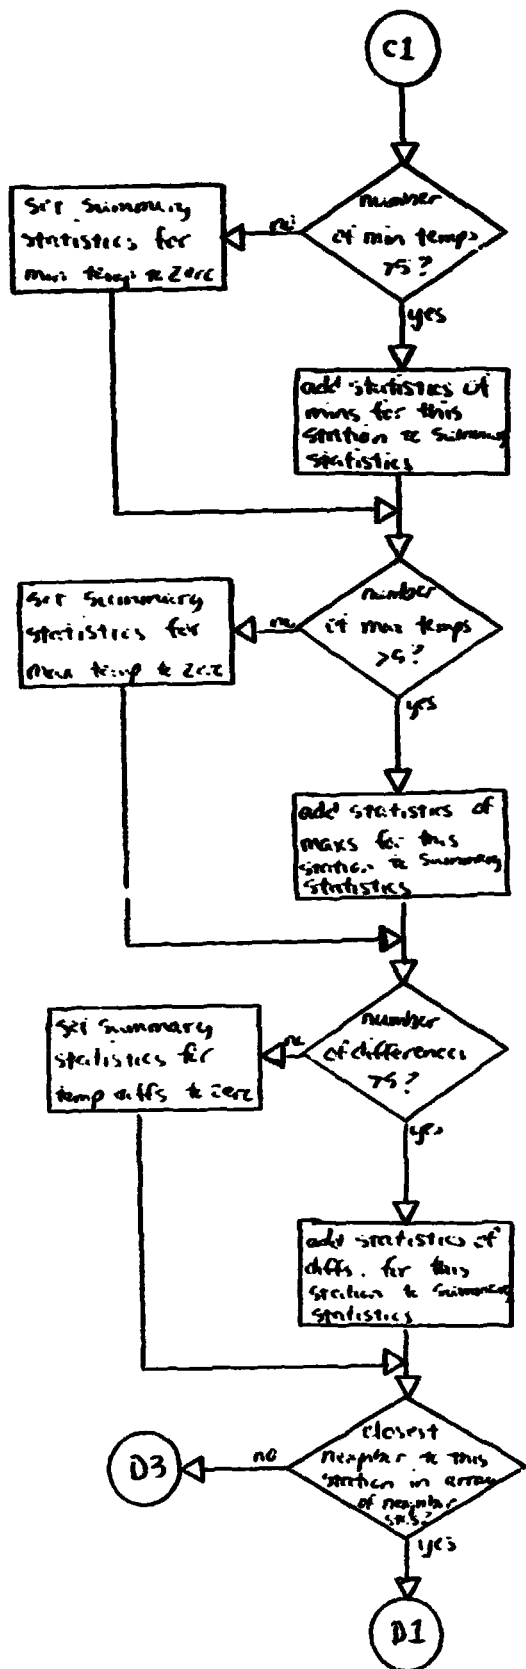 C1
number
of min temps
>5?
no
set summary
statistics for
min temps to zero
yes
add statistics of
mins for this
station to summary
statistics
number
of max temps
>5?
no
set summary
statistics for
max temp to zero
yes
add statistics of
maxs for this
station to summary
statistics
number
of differences
>5?
no
set summary
statistics for
temp diffs to zero
yes
add statistics of
diffs. for this
station to summary
statistics
closest
neighbor to this
station in array
of neighbor
no
D3
yes
D1